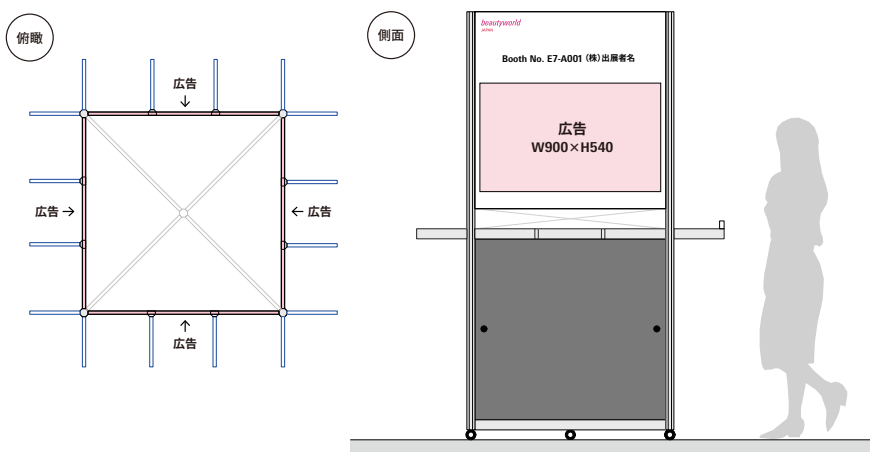 俯瞰
広告
↓
広告→
←広告
↑
広告
側面
beautyworld
JAPAN
Booth No. E7-A001 (株)出展者名
広告
W900×H540